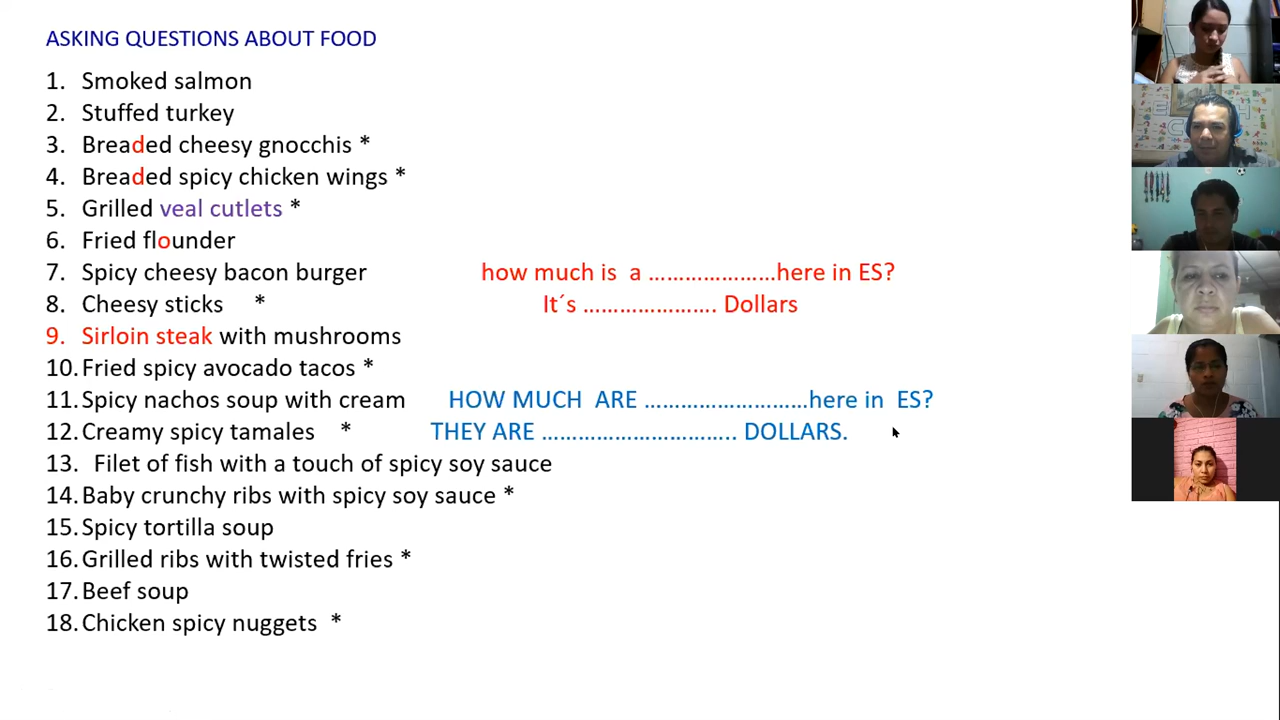 ASKING QUESTIONS ABOUT FOOD
1. Smoked salmon
2. Stuffed turkey
3. Breaded cheesy gnocchis *
4. Breaded spicy chicken wings *
5. Grilled veal cutlets *
6. Fried flounder
7. Spicy cheesy bacon burger how much is a .....................here in ES?
8. Cheesy sticks * It´s ...................... Dollars
9. Sirloin steak with mushrooms
10. Fried spicy avocado tacos *
11. Spicy nachos soup with cream HOW MUCH ARE ...........................here in ES?
12. Creamy spicy tamales * THEY ARE ................................ DOLLARS.
13. Filet of fish with a touch of spicy soy sauce
14. Baby crunchy ribs with spicy soy sauce *
15. Spicy tortilla soup
16. Grilled ribs with twisted fries *
17. Beef soup
18. Chicken spicy nuggets *